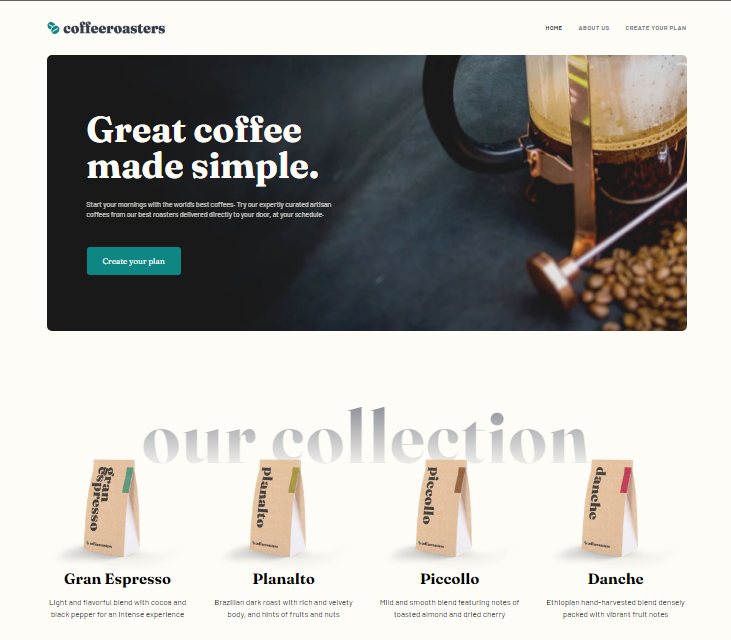 coffeeroasters
HOME ABOUT US CREATE YOUR PLAN
Great coffee
made simple.
Start your mornings with the world's best coffees. Try our expertly curated artisan
coffees from our best roasters delivered directly to your door, at your schedule.
Create your plan
our collection
gran
espresso
planalto
piccollo
danche
coffeeroasters
coffeeroasters
coffeeroasters
coffeeroasters
Gran Espresso
Planalto
Piccollo
Danche
Light and flavorful blend with cocoa and
black pepper for an intense experience
Brazilian dark roast with rich and velvety
body, and hints of fruits and nuts
Mild and smooth blend featuring notes of
toasted almond and dried cherry
Ethiopian hand-harvested blend densely
packed with vibrant fruit notes